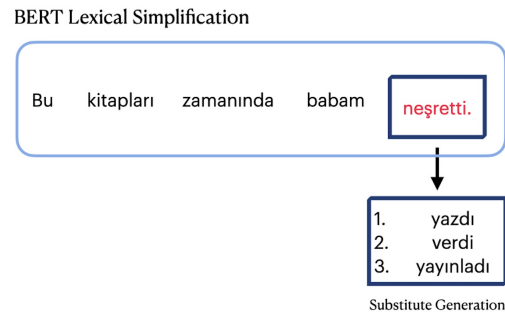 BERT Lexical Simplification
Bu kitapları zamanında babam neşretti.
1. yazdı
2. verdi
3. yayınladı
Substitute Generation